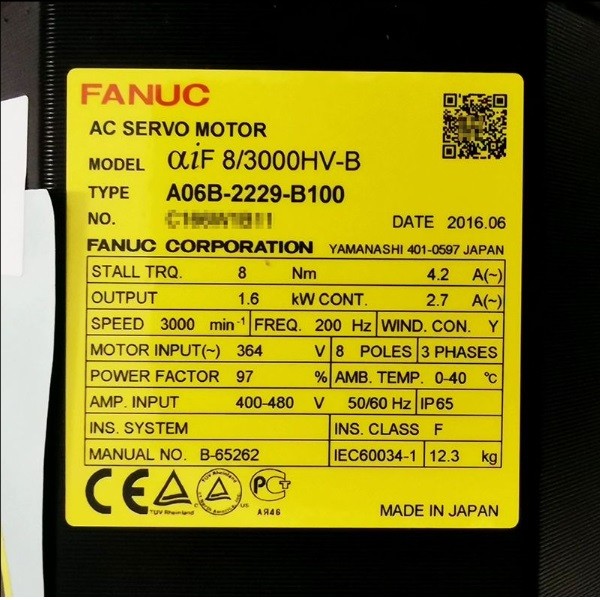 FANUC
AC SERVO MOTOR
MODEL αiF 8/3000HV-B
TYPE A06B-2229-B100
NO.
DATE 2016.06
FANUC CORPORATION YAMANASHI 401-0597 JAPAN
STALL TRQ. 8 Nm 4.2 A(~)
OUTPUT 1.6 kW CONT. 2.7 A(~)
SPEED 3000 min⁻¹ FREQ. 200 Hz WIND. CON. Y
MOTOR INPUT(~) 364 V 8 POLES 3 PHASES
POWER FACTOR 97 % AMB. TEMP. 0-40 ℃
AMP. INPUT 400-480 V 50/60 Hz IP65
INS. SYSTEM INS. CLASS F
MANUAL NO. B-65262 IEC60034-1 12.3 kg
CE
TUV Rheinland
C US
АЯ46
MADE IN JAPAN